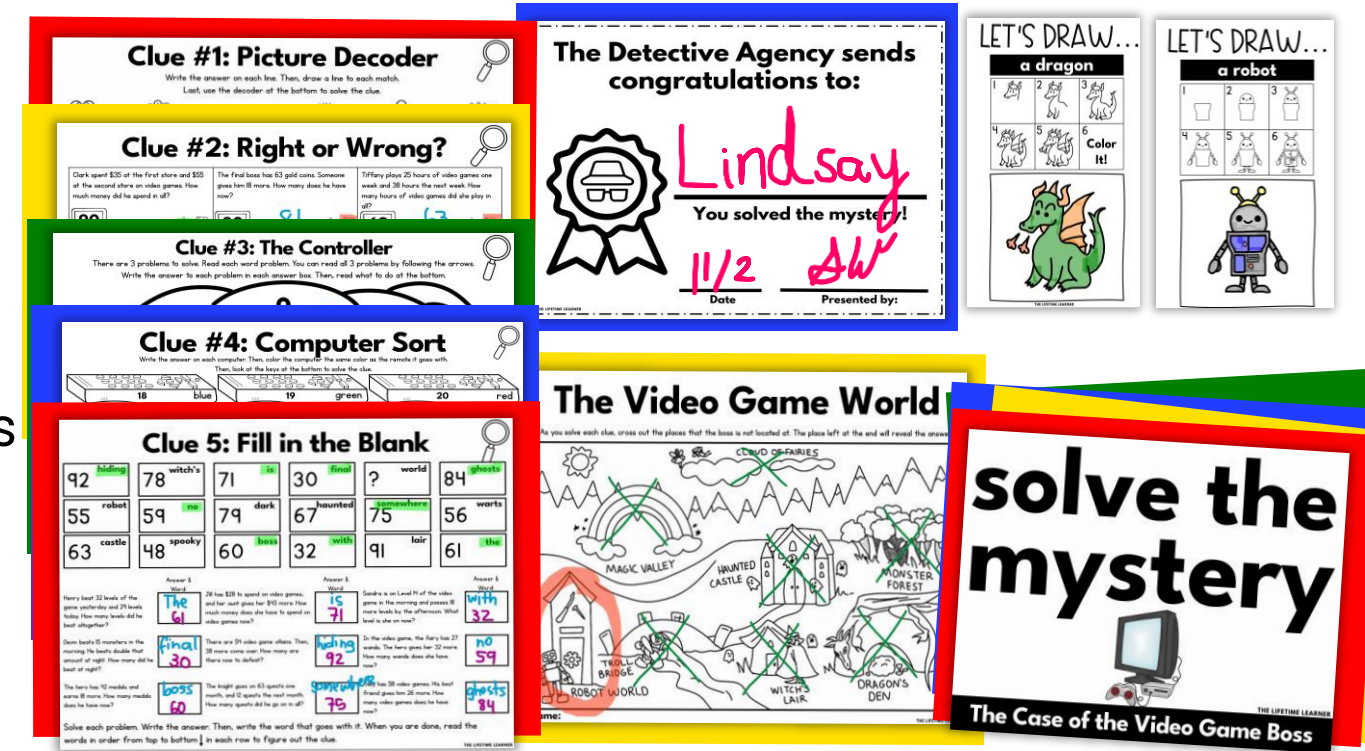 s
Clue #1: Picture Decoder
Write the answer on each line. Then, draw a line to each match.
Last, use the decoder at the bottom to solve the clue.
Clue #2: Right or Wrong?
Clark spent $35 at the first store and $55
at the second store on video games. How
much money did he spend in all?
The final boss has 63 gold coins. Someone
gives him 18 more. How many does he have
now?
81
Tiffany plays 25 hours of video games one
week and 38 hours the next week. How
many hours of video games did she play in
all?
63
Clue #3: The Controller
There are 3 problems to solve. Read each word problem. You can read all 3 problems by following the arrows.
Write the answer to each problem in each answer box. Then, read what to do at the bottom.
Clue #4: Computer Sort
Write the answer on each computer. Then, color the computer the same color as the remote it goes with.
Then, look at the keys at the bottom to solve the clue.
18 blue 19 green 20 red
Clue 5: Fill in the Blank
92 hiding 78 witch's 71 is 30 final ? world 84 ghosts
55 robot 59 no 79 dark 67 haunted 75 somewhere 56 warts
63 castle 48 spooky 60 boss 32 with 91 lair 61 the
Answer &
Word
Answer &
Word
Answer &
Word
Henry beat 32 levels of the
game yesterday and 29 levels
today. How many levels did he
beat altogether?
The
61
Jill has $28 to spend on video games,
and her aunt gives her $43 more. How
much money does she have to spend on
video games now?
is
71
Sandra is on Level 14 of the video
game in the morning and passes 18
more levels by the afternoon. What
level is she on now?
with
32
Dean beats 15 monsters in the
morning. He beats double that
amount at night. How many did he
beat at night?
final
30
There are 54 video game villains. Then,
38 more come over. How many are
there now to defeat?
hiding
92
In the video game, the fairy has 27
wands. The hero gives her 32 more.
How many wands does she have
now?
no
59
The hero has 42 medals and
earns 18 more. How many medals
does he have now?
boss
60
The knight goes on 63 quests one
month, and 12 quests the next month.
How many quests did he go on in all?
somewhere
75
has 58 video games. His best
friend gives him 26 more. How
many video games does he have
now?
ghosts
84
Solve each problem. Write the answer. Then, write the word that goes with it. When you are done, read the
words in order from top to bottom in each row to figure out the clue.
THE LIFETIME LEARNER
The Detective Agency sends
congratulations to:
Lindsay
You solved the mystery!
11/2 SW
Date Presented by:
THE LIFETIME LEARNER
LET'S DRAW...
a dragon
1 2 3
4 5 6
Color
It!
THE LIFETIME LEARNER
LET'S DRAW...
a robot
1 2 3
4 5 6
The Video Game World
As you solve each clue, cross out the places that the boss is not located at. The place left at the end will reveal the answer
CLOUD OF FAIRIES
MAGIC VALLEY
HAUNTED
CASTLE
MONSTER
FOREST
TROLL
BRIDGE
ROBOT WORLD
WITCH'S
LAIR
DRAGON'S
DEN
ame:
solve the
mystery
THE LIFETIME LEARNER
The Case of the Video Game Boss